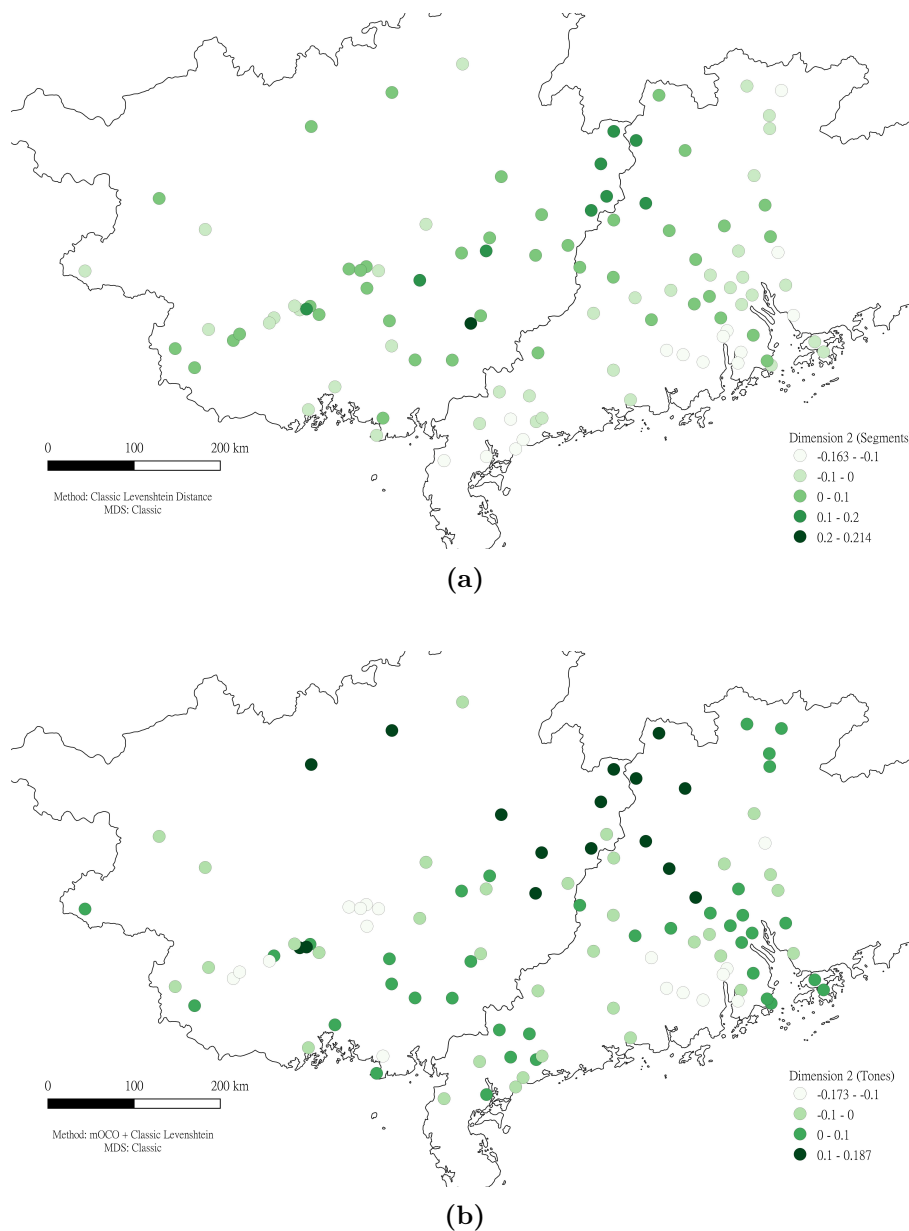 0 100 200 km
Method: Classic Levenshtein Distance
MDS: Classic
Dimension 2 (Segments
-0.163 - -0.1
-0.1 - 0
0 - 0.1
0.1 - 0.2
0.2 - 0.214
(a)
0 100 200 km
Method: mOCO + Classic Levenshtein
MDS: Classic
Dimension 2 (Tones)
-0.173 - -0.1
-0.1 - 0
0 - 0.1
0.1 - 0.187
(b)